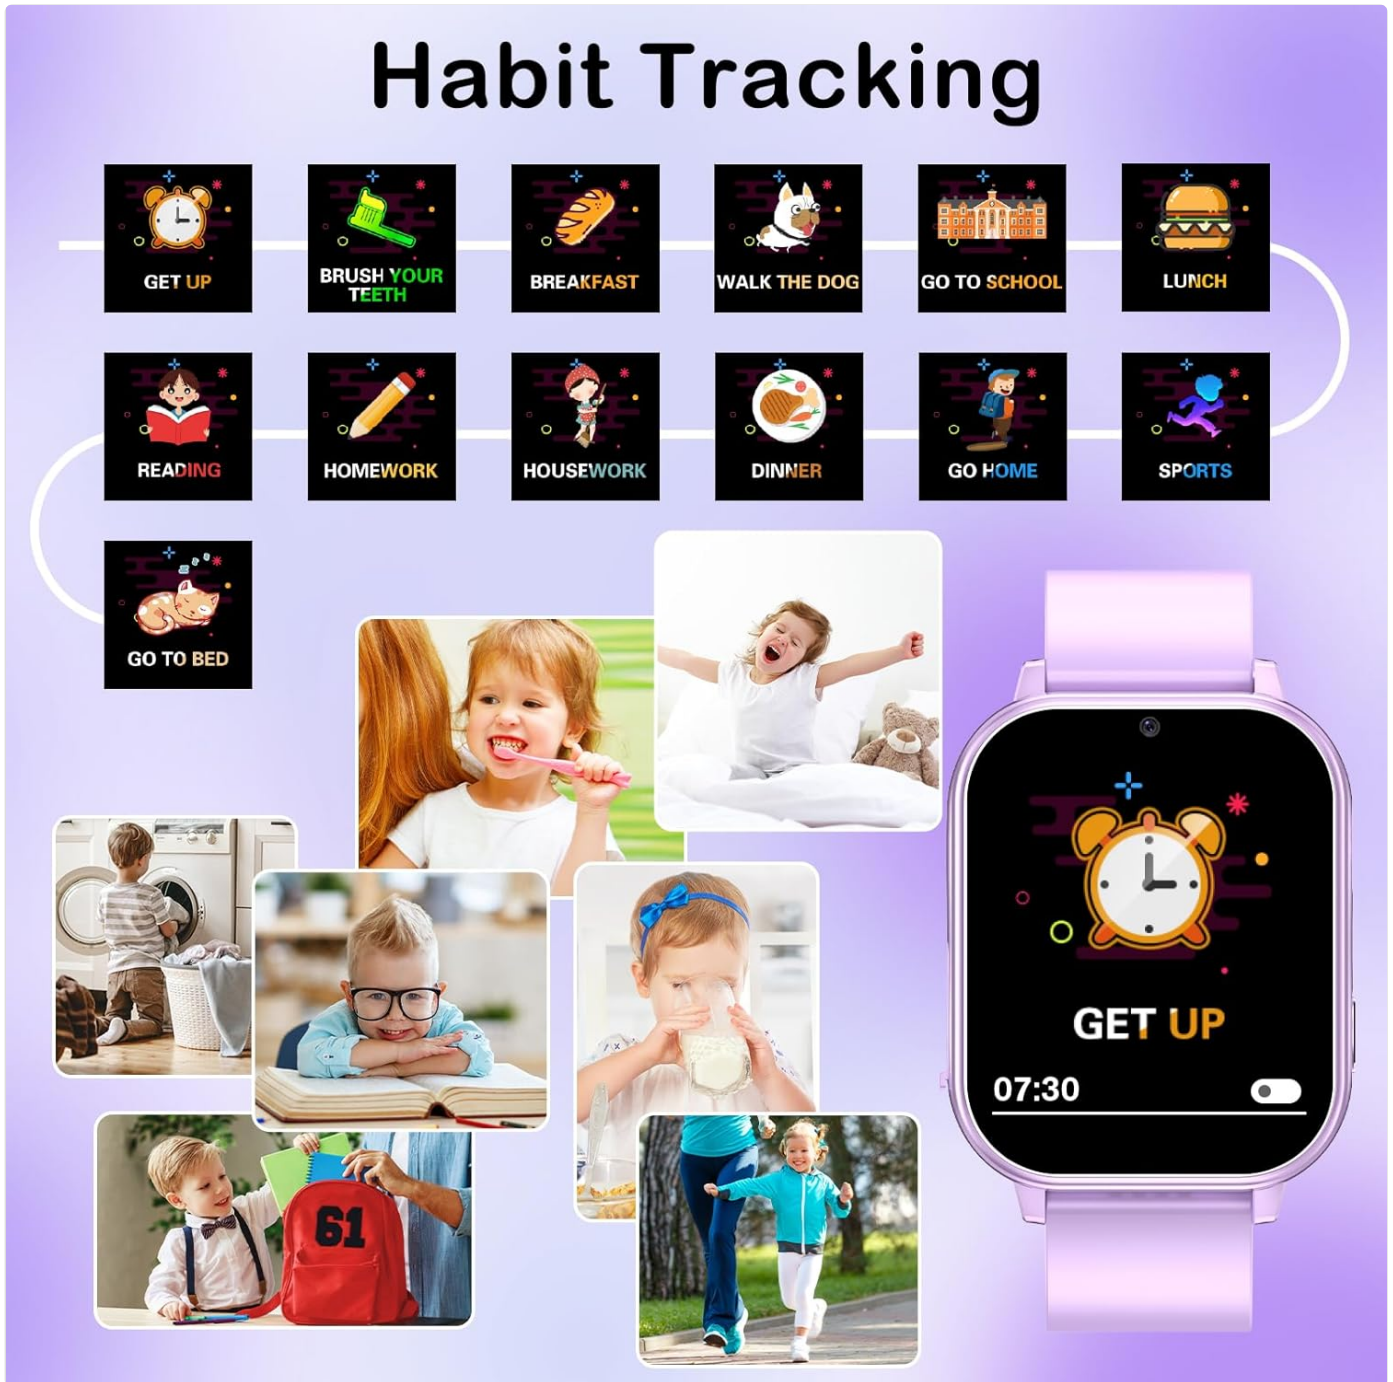 Habit Tracking
GET UP
BRUSH YOUR
TEETH
BREAKFAST
WALK THE DOG
GO TO SCHOOL
LUNCH
READING
HOMEWORK
HOUSEWORK
DINNER
GO HOME
SPORTS
GO TO BED
GET UP
07:30
61